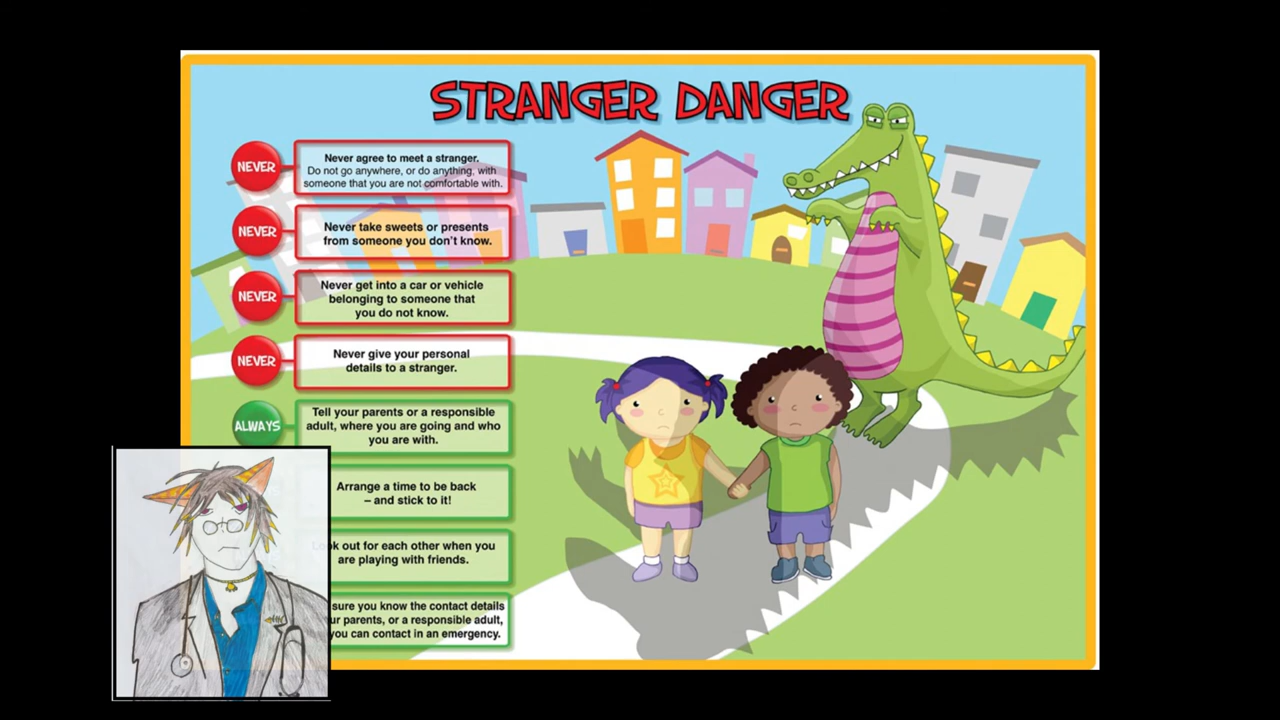 STRANGER DANGER
NEVER
Never agree to meet a stranger.
Do not go anywhere, or do anything, with
someone that you are not comfortable with.
NEVER
Never take sweets or presents
from someone you don't know.
NEVER
Never get into a car or vehicle
belonging to someone that
you do not know.
NEVER
Never give your personal
details to a stranger.
ALWAYS
Tell your parents or a responsible
adult, where you are going and who
you are with.
Arrange a time to be back
– and stick to it!
out for each other when you
are playing with friends.
sure you know the contact details
parents, or a responsible adult,
you can contact in an emergency.